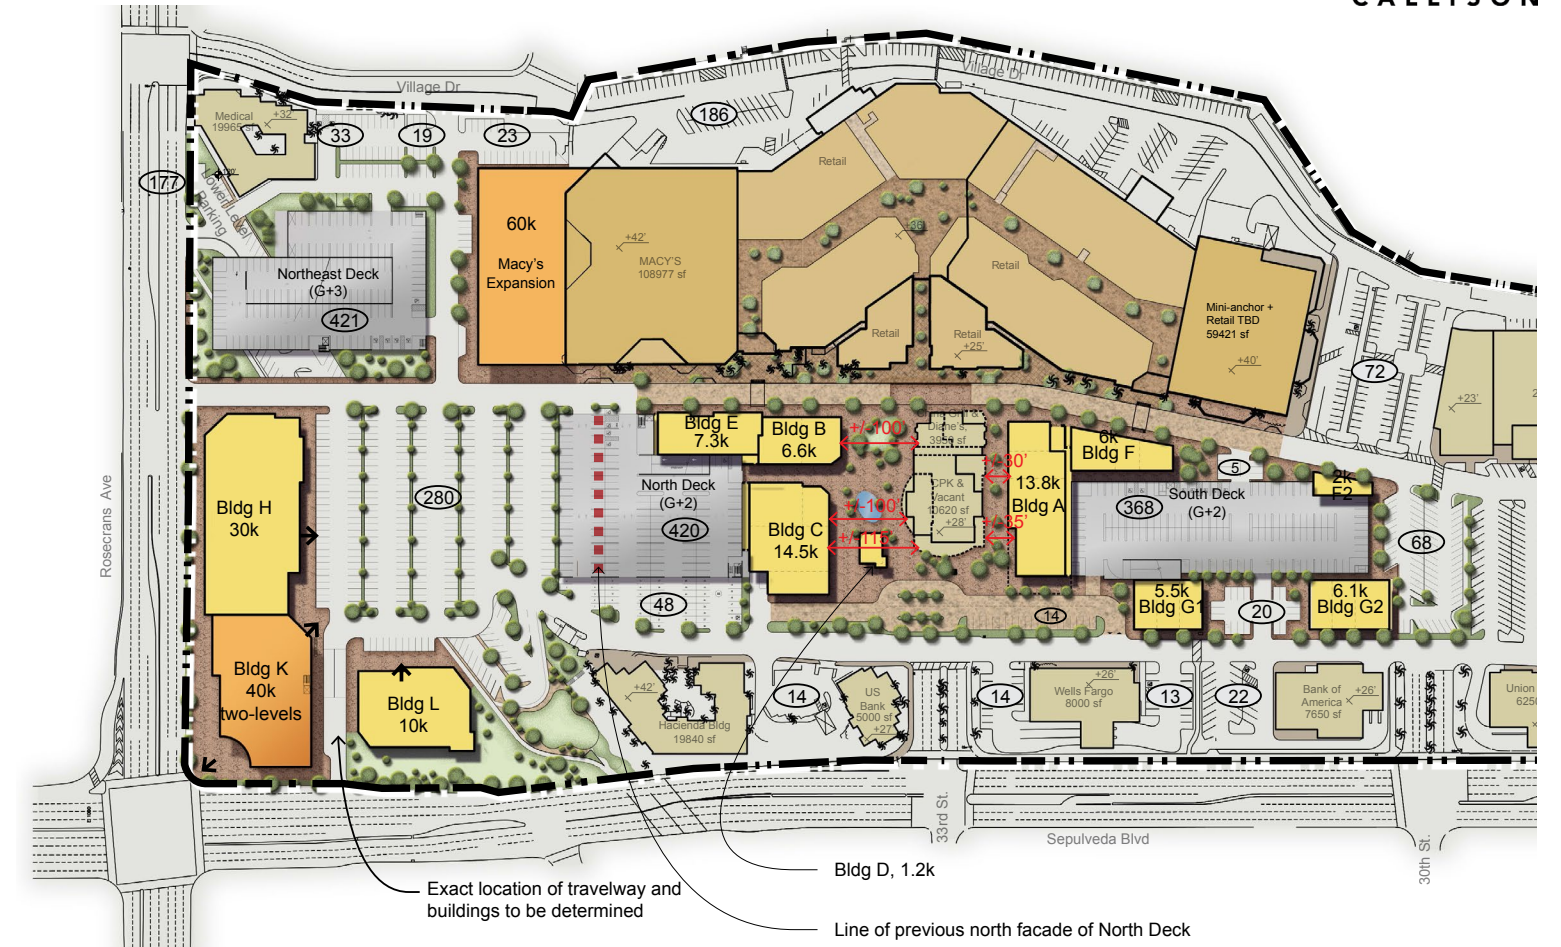 CALLISON
Village Dr
Village Dr
186
Medical
19965 sf
+32'
33
19
23
177
Lower Level
Parking
Retail
60k
Macy's
Expansion
+42'
MACY'S
108977 sf
Retail
Northeast Deck
(G+3)
421
Mini-anchor +
Retail TBD
59421 sf
+40'
Retail
Retail
+25'
72
+23'
Bldg E
7.3k
Bldg B
6.6k
+/-100'
Diane's,
3950 sf
6k
Bldg F
+/-30'
5
2k
F2
Rosecrans Ave
Bldg H
30k
280
North Deck
(G+2)
420
Bldg C
14.5k
+/-100'
+/-115'
CPK &
Vacant
10620 sf
+28'
13.8k
Bldg A
+/-35'
South Deck
(G+2)
368
68
48
14
5.5k
Bldg G1
20
6.1k
Bldg G2
Bldg K
40k
two-levels
Bldg L
10k
+42'
Hacienda Bldg
19840 sf
14
US
Bank
5000 sf
+27'
14
+26'
Wells Fargo
8000 sf
13
22
Bank of
America
7650 sf
+26'
Union
33rd St.
Sepulveda Blvd
30th St.
Bldg D, 1.2k
Exact location of travelway and
buildings to be determined
Line of previous north facade of North Deck